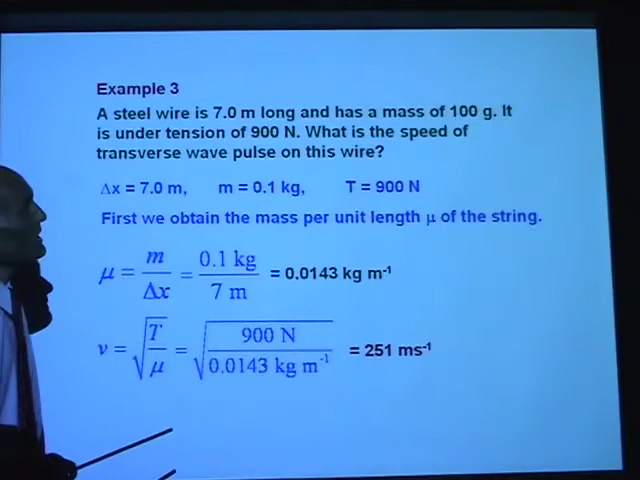 Example 3
A steel wire is 7.0 m long and has a mass of 100 g. It
is under tension of 900 N. What is the speed of
transverse wave pulse on this wire?
Δx = 7.0 m, m = 0.1 kg, T = 900 N
First we obtain the mass per unit length μ of the string.
μ = m/Δx = 0.1 kg/7 m = 0.0143 kg m⁻¹
v = √(T/μ) = √(900 N/0.0143 kg m⁻¹) = 251 ms⁻¹